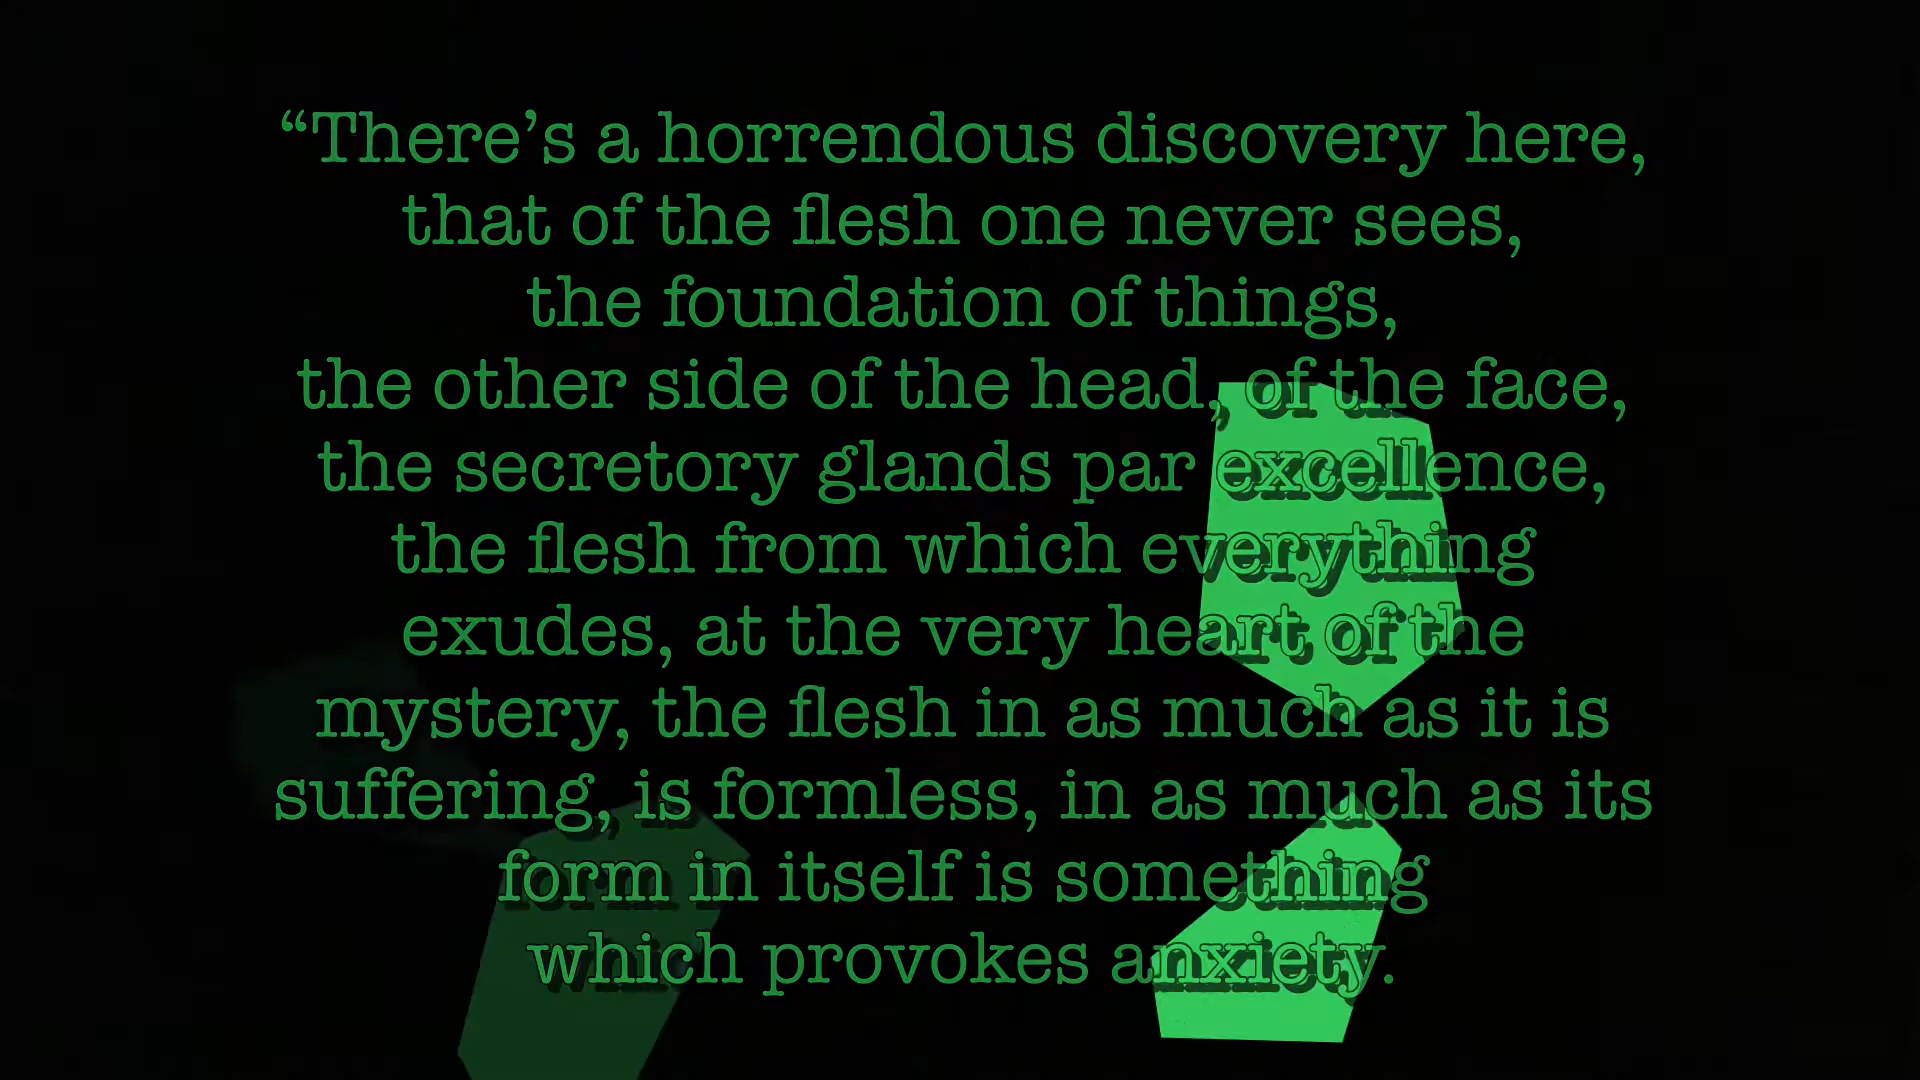 “There’s a horrendous discovery here,
that of the flesh one never sees,
the foundation of things,
the other side of the head, of the face,
the secretory glands par excellence,
the flesh from which everything
exudes, at the very heart of the
mystery, the flesh in as much as it is
suffering, is formless, in as much as its
form in itself is something
which provokes anxiety.